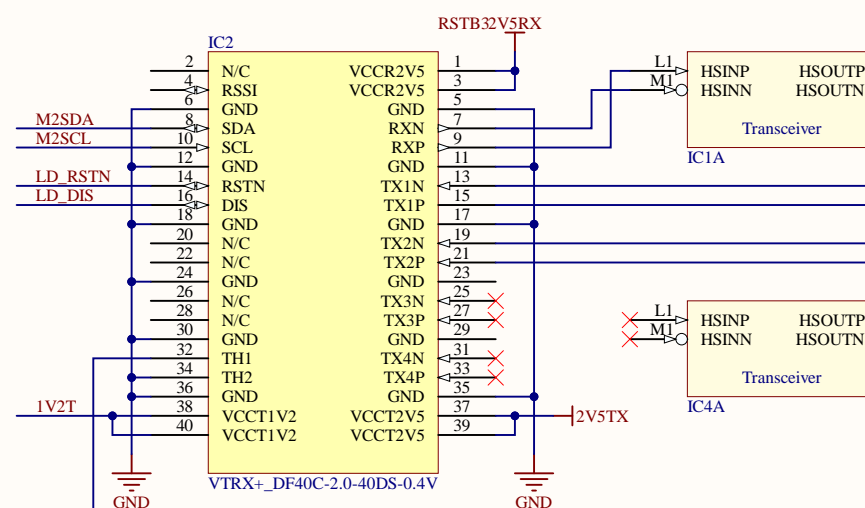 RSTB32V5RX
IC2
2 N/C VCCR2V5 1
4 RSSI VCCR2V5 3
6 GND GND 5
M2SDA 8 SDA RXN 7
M2SCL 10 SCL RXP 9
12 GND GND 11
LD_RSTN 14 RSTN TX1N 13
LD_DIS 16 DIS TX1P 15
18 GND GND 17
20 N/C TX2N 19
22 N/C TX2P 21
24 GND GND 23
26 N/C TX3N 25
28 N/C TX3P 27
30 GND GND 29
32 TH1 TX4N 31
34 TH2 TX4P 33
36 GND GND 35
1V2T 38 VCCT1V2 VCCT2V5 37 2V5TX
40 VCCT1V2 VCCT2V5 39
VTRX+_DF40C-2.0-40DS-0.4V
GND
GND
L1 HSINP HSOUTP
M1 HSINN HSOUTN
Transceiver
IC1A
L1 HSINP HSOUTP
M1 HSINN HSOUTN
Transceiver
IC4A